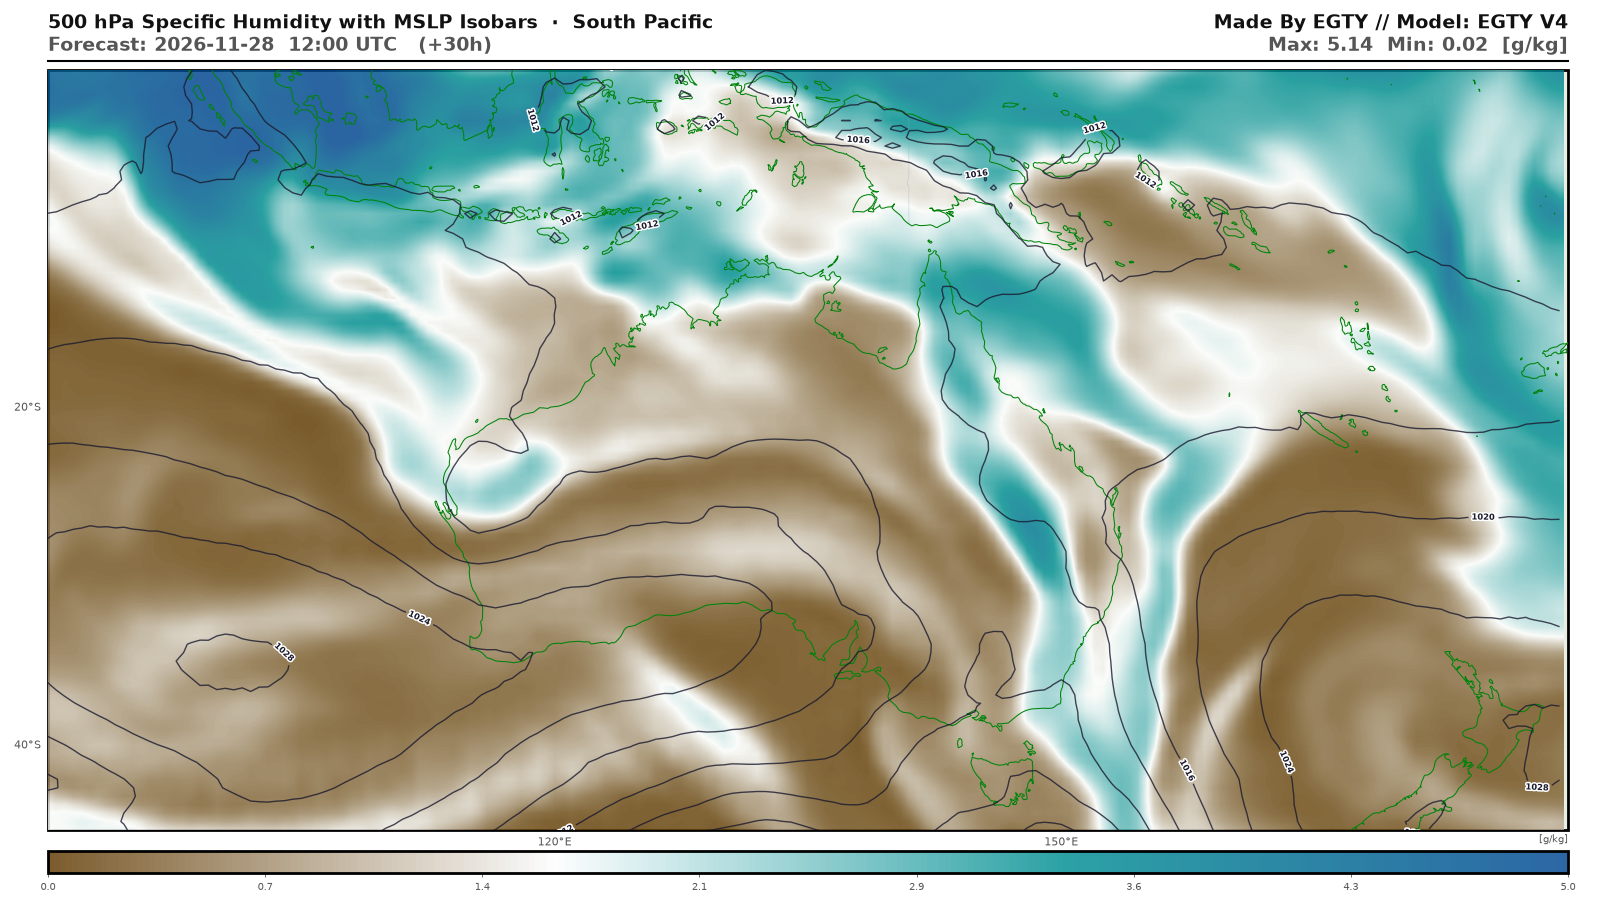 500 hPa Specific Humidity with MSLP Isobars · South Pacific
Made By EGTY // Model: EGTY V4
Forecast: 2026-11-28 12:00 UTC (+30h)
Max: 5.14 Min: 0.02 [g/kg]
1012
1012
1012
1012
1016
1016
1012
1012
1012
1012
20°S
1020
1024
1028
40°S
1016
1024
1028
120°E
150°E
[g/kg]
0.0
0.7
1.4
2.1
2.9
3.6
4.3
5.0